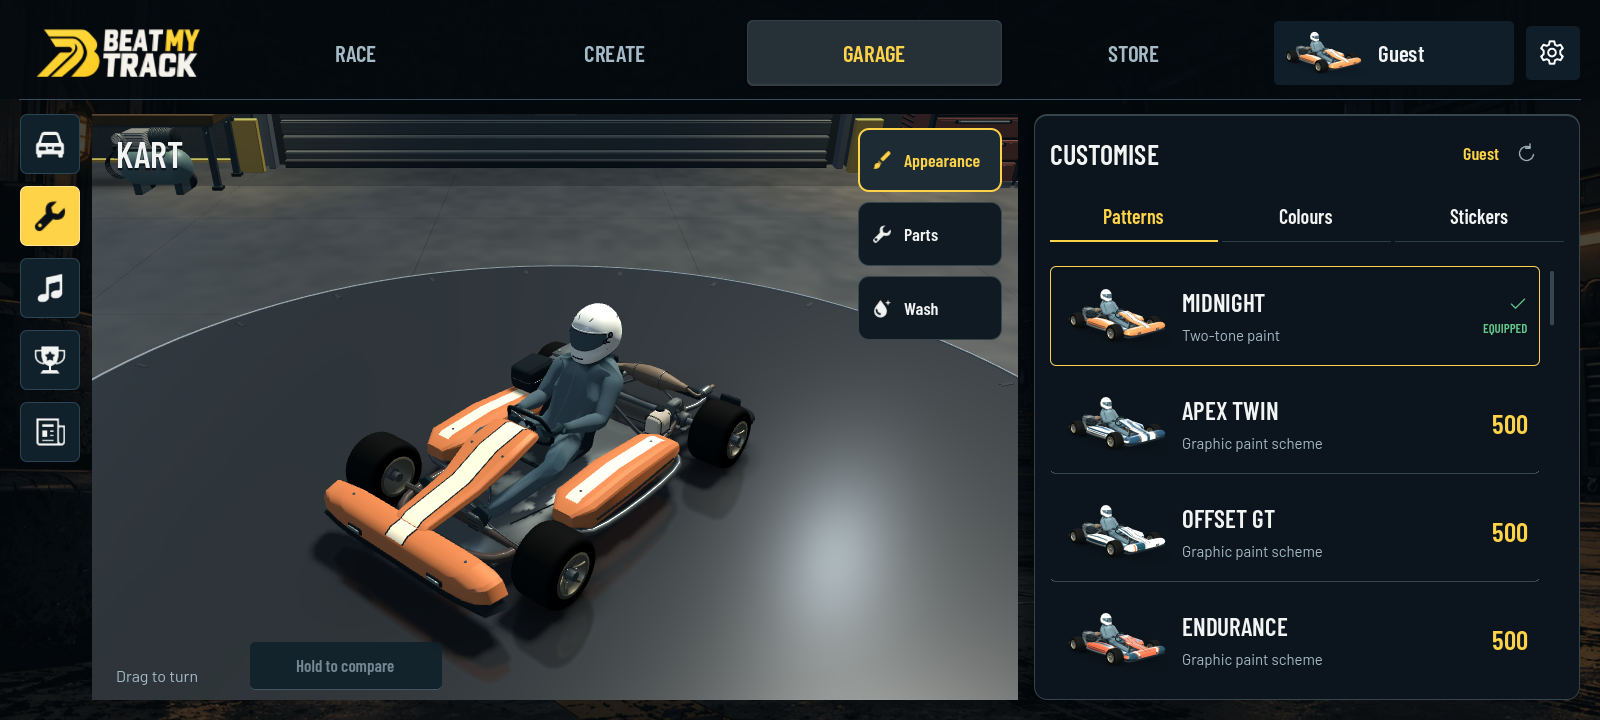 BEATMY
TRACK
RACE
CREATE
GARAGE
STORE
Guest
KART
Appearance
Parts
Wash
Drag to turn
Hold to compare
CUSTOMISE
Guest
Patterns
Colours
Stickers
MIDNIGHT
Two-tone paint
EQUIPPED
APEX TWIN
Graphic paint scheme
500
OFFSET GT
Graphic paint scheme
500
ENDURANCE
Graphic paint scheme
500